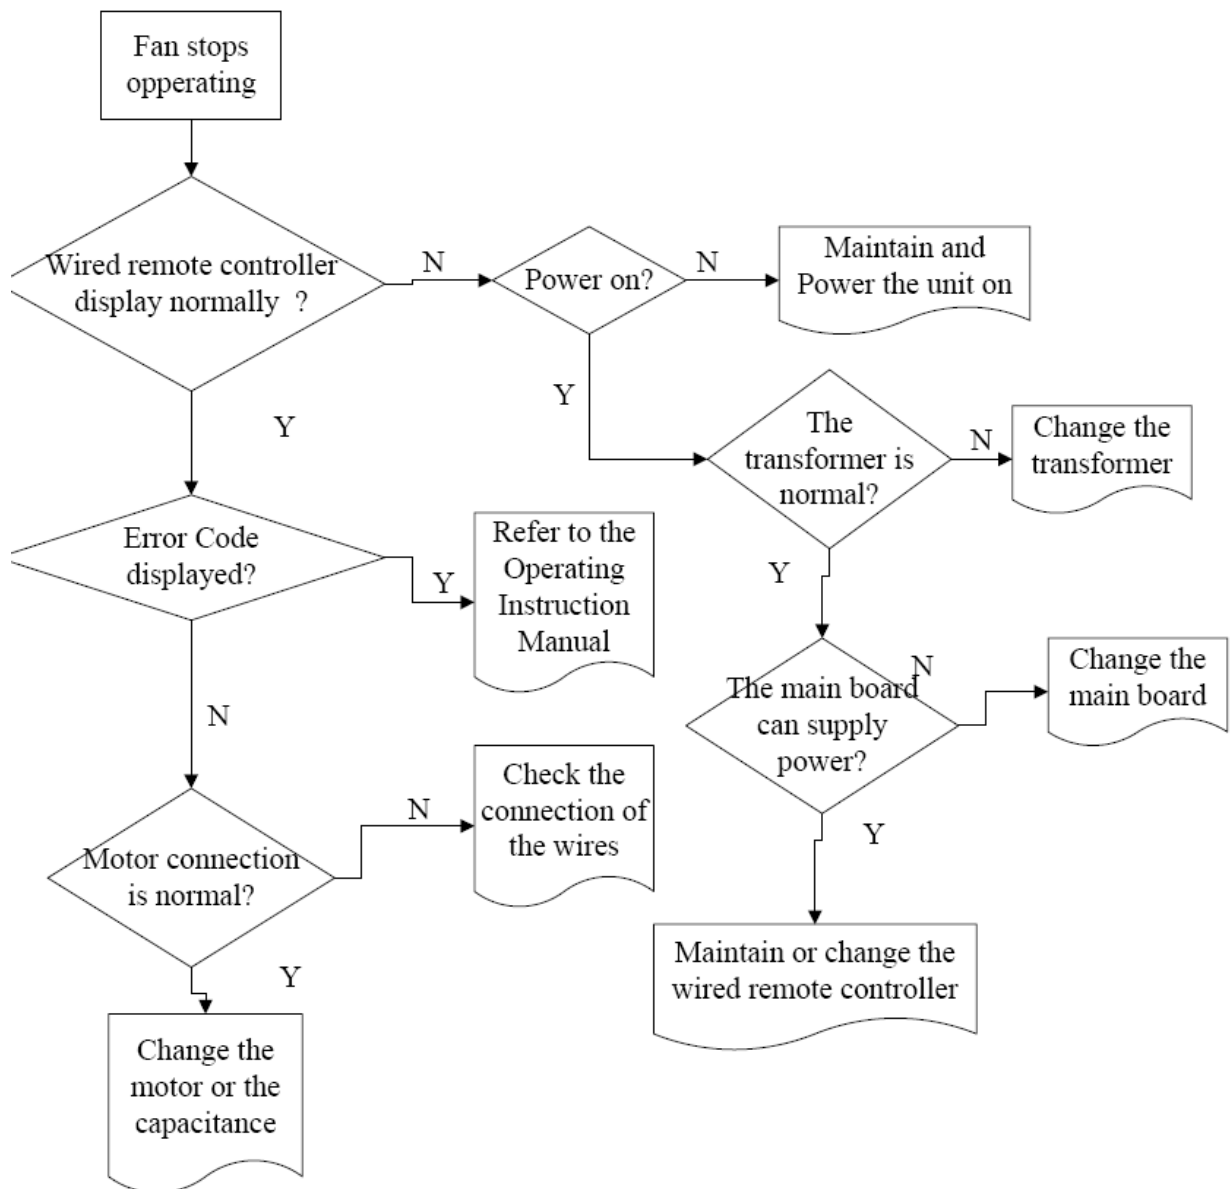 Fan stops
opperating
Wired remote controller
display normally ?
N
Power on?
N
Maintain and
Power the unit on
Y
Y
The
transformer is
normal?
N
Change the
transformer
Error Code
displayed?
Y
Refer to the
Operating
Instruction
Manual
Y
N
The main board
can supply
power?
N
Change the
main board
Motor connection
is normal?
N
Check the
connection of
the wires
Y
Maintain or change the
wired remote controller
Y
Change the
motor or the
capacitance